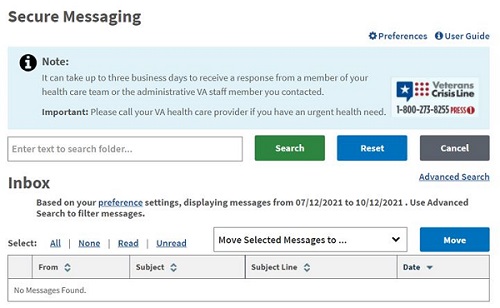 Secure Messaging
Preferences User Guide
Note:
It can take up to three business days to receive a response from a member of your
health care team or the administrative VA staff member you contacted.
Important: Please call your VA health care provider if you have an urgent health need.
Veterans
Crisis Line
1-800-273-8255 PRESS 1
Enter text to search folder...
Search
Reset
Cancel
Advanced Search
Inbox
Based on your preference settings, displaying messages from 07/12/2021 to 10/12/2021 . Use Advanced
Search to filter messages.
Select: All | None | Read | Unread
Move Selected Messages to ...
Move
From Subject Subject Line Date
No Messages Found.